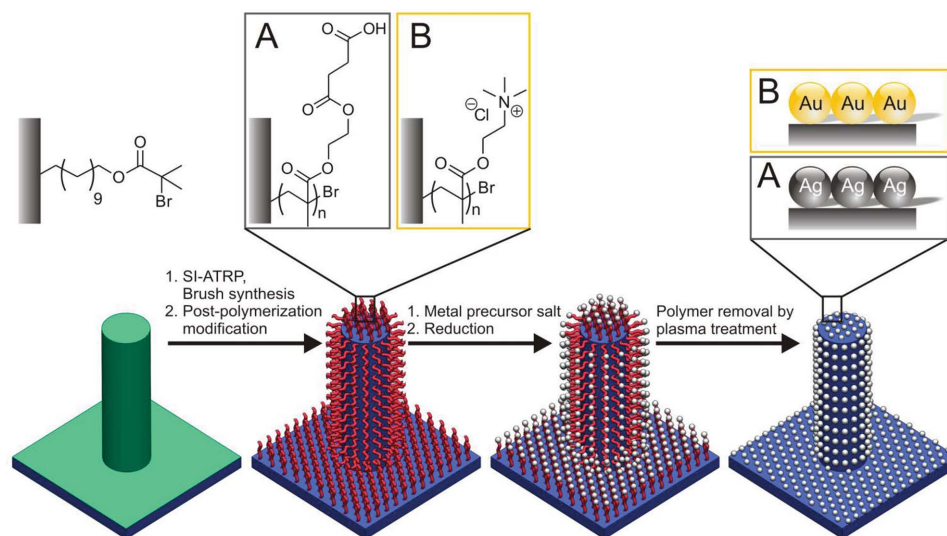 A
B
OH
O
O
O
N
⊕
⊖
Cl
O
O
O
O
Br
n
Br
n
O
O
Br
9
B
Au Au Au
A
Ag Ag Ag
1. SI-ATRP,
Brush synthesis
2. Post-polymerization
modification
1. Metal precursor salt
2. Reduction
Polymer removal by
plasma treatment